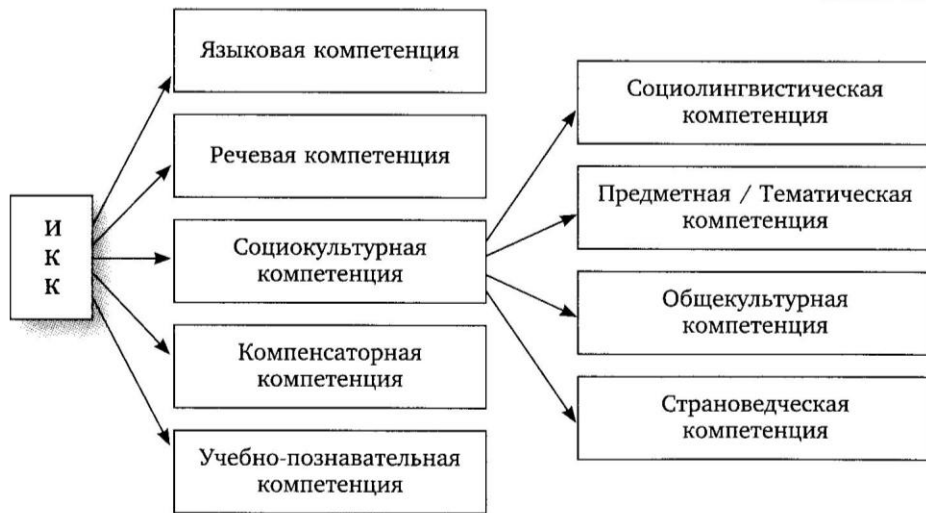 И
К
К
Языковая компетенция
Речевая компетенция
Социокультурная
компетенция
Компенсаторная
компетенция
Учебно-познавательная
компетенция
Социолингвистическая
компетенция
Предметная / Тематическая
компетенция
Общекультурная
компетенция
Страноведческая
компетенция